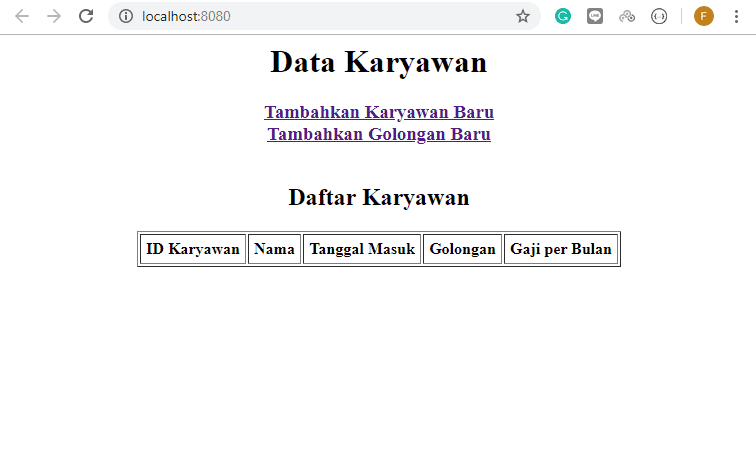 localhost:8080
F
Data Karyawan
Tambahkan Karyawan Baru
Tambahkan Golongan Baru
Daftar Karyawan
ID Karyawan Nama Tanggal Masuk Golongan Gaji per Bulan